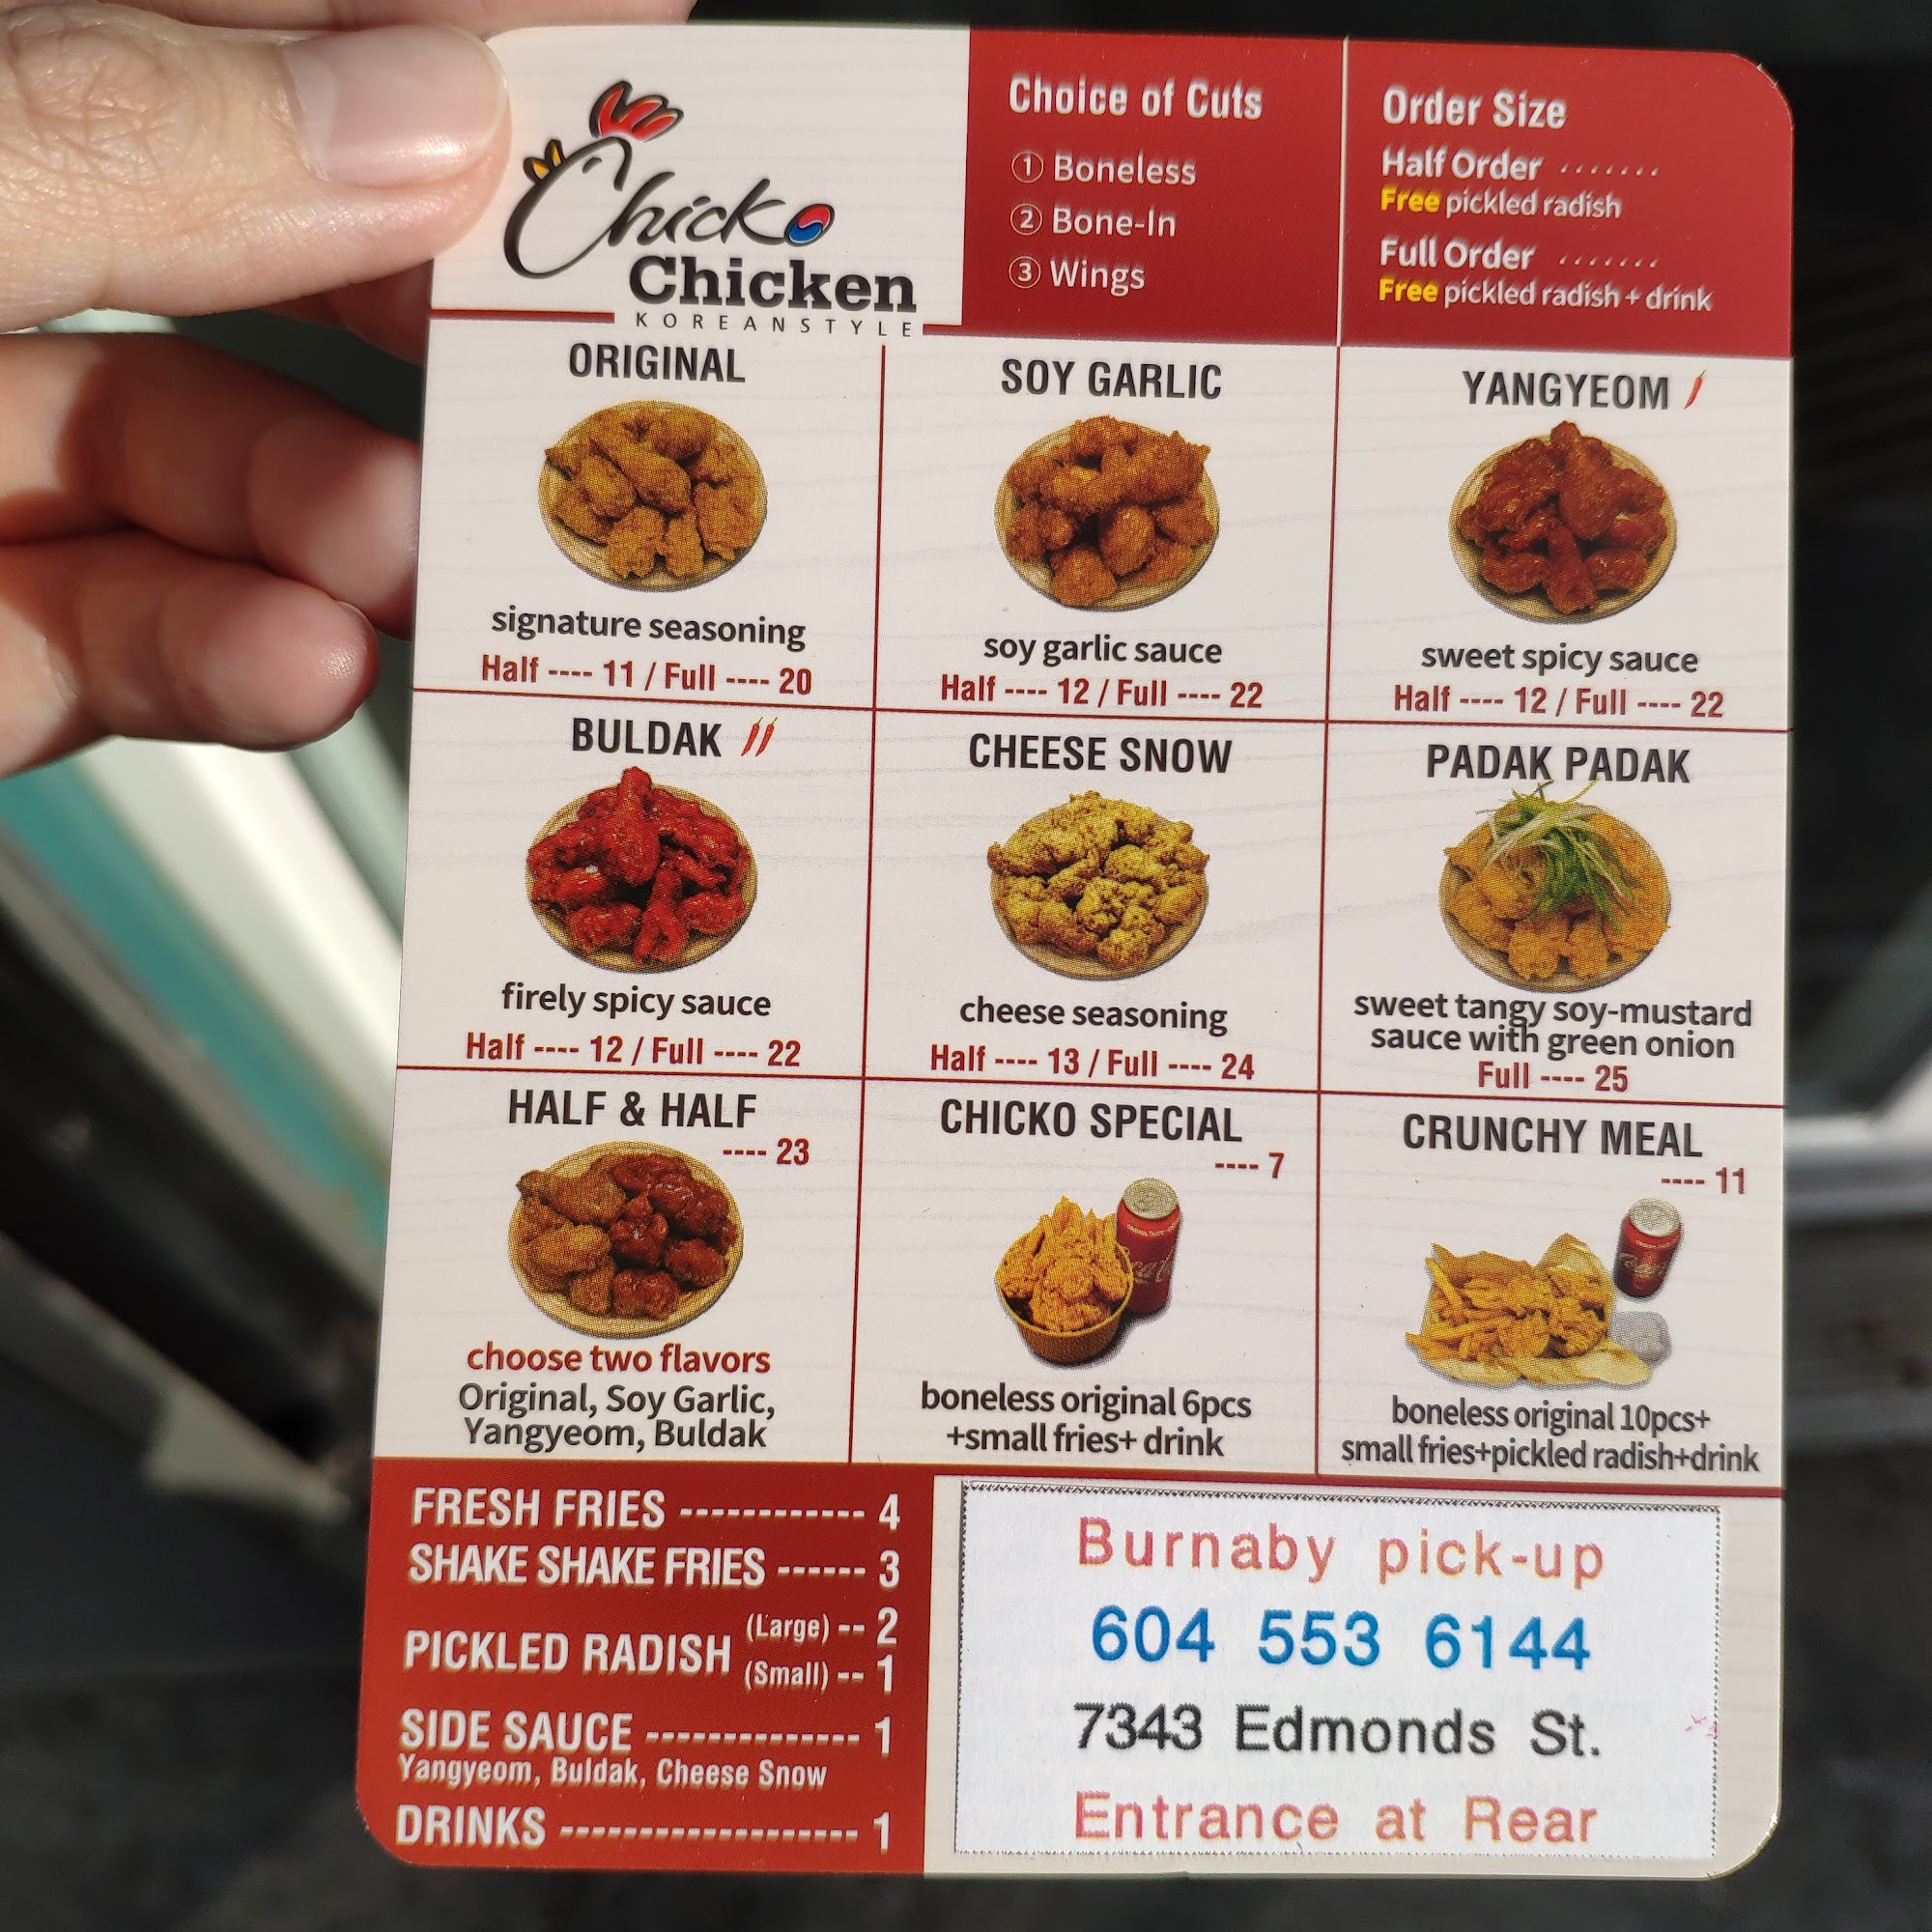 Chicko
Chicken
KOREANSTYLE
Choice of Cuts
① Boneless
② Bone-In
③ Wings
Order Size
Half Order .......
Free pickled radish
Full Order .......
Free pickled radish + drink
ORIGINAL
signature seasoning
Half ---- 11 / Full ---- 20
SOY GARLIC
soy garlic sauce
Half ---- 12 / Full ---- 22
YANGYEOM
sweet spicy sauce
Half ---- 12 / Full ---- 22
BULDAK
firely spicy sauce
Half ---- 12 / Full ---- 22
CHEESE SNOW
cheese seasoning
Half ---- 13 / Full ---- 24
PADAK PADAK
sweet tangy soy-mustard
sauce with green onion
Full ---- 25
HALF & HALF
---- 23
choose two flavors
Original, Soy Garlic,
Yangyeom, Buldak
CHICKO SPECIAL
---- 7
boneless original 6pcs
+small fries+ drink
CRUNCHY MEAL
---- 11
boneless original 10pcs+
small fries+pickled radish+drink
FRESH FRIES ------------ 4
SHAKE SHAKE FRIES ------ 3
PICKLED RADISH (Large) -- 2
(Small) -- 1
SIDE SAUCE -------------- 1
Yangyeom, Buldak, Cheese Snow
DRINKS ------------------- 1
Burnaby pick-up
604 553 6144
7343 Edmonds St.
Entrance at Rear